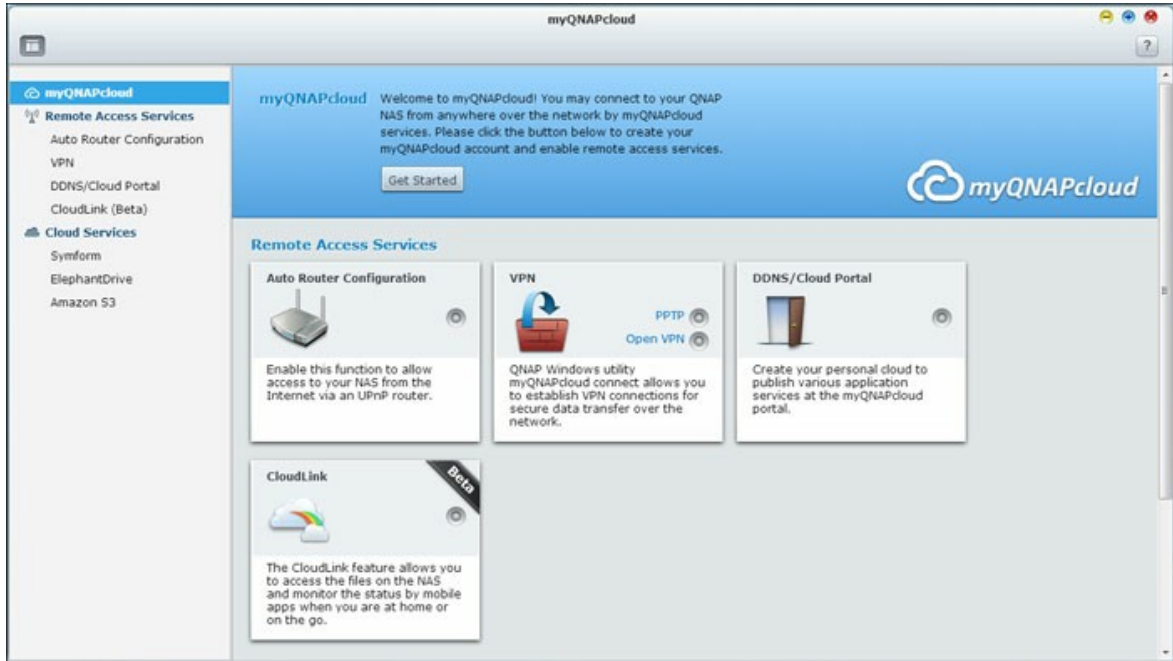 myQNAPcloud
?
myQNAPcloud
Remote Access Services
Auto Router Configuration
VPN
DDNS/Cloud Portal
CloudLink (Beta)
Cloud Services
Symform
ElephantDrive
Amazon S3
myQNAPcloud
Welcome to myQNAPcloud! You may connect to your QNAP
NAS from anywhere over the network by myQNAPcloud
services. Please click the button below to create your
myQNAPcloud account and enable remote access services.
Get Started
myQNAPcloud
Remote Access Services
Auto Router Configuration
Enable this function to allow
access to your NAS from the
Internet via an UPnP router.
VPN
PPTP
Open VPN
QNAP Windows utility
myQNAPcloud connect allows you
to establish VPN connections for
secure data transfer over the
network.
DDNS/Cloud Portal
Create your personal cloud to
publish various application
services at the myQNAPcloud
portal.
CloudLink
Beta
The CloudLink feature allows you
to access the files on the NAS
and monitor the status by mobile
apps when you are at home or
on the go.